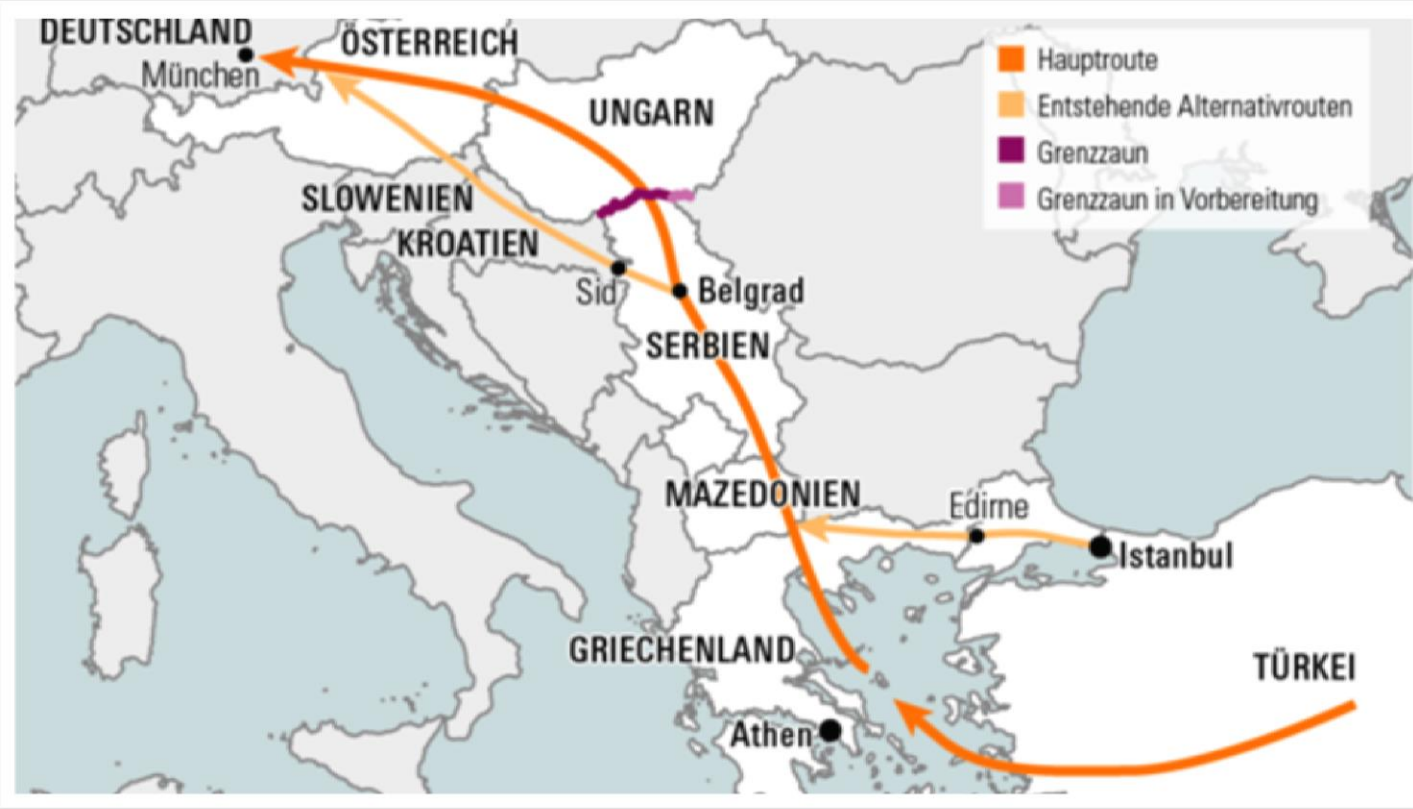 DEUTSCHLAND
ÖSTERREICH
München
UNGARN
Hauptroute
Entstehende Alternativrouten
Grenzzaun
Grenzzaun in Vorbereitung
SLOWENIEN
KROATIEN
Sid
Belgrad
SERBIEN
MAZEDONIEN
Edirne
Istanbul
GRIECHENLAND
TÜRKEI
Athen